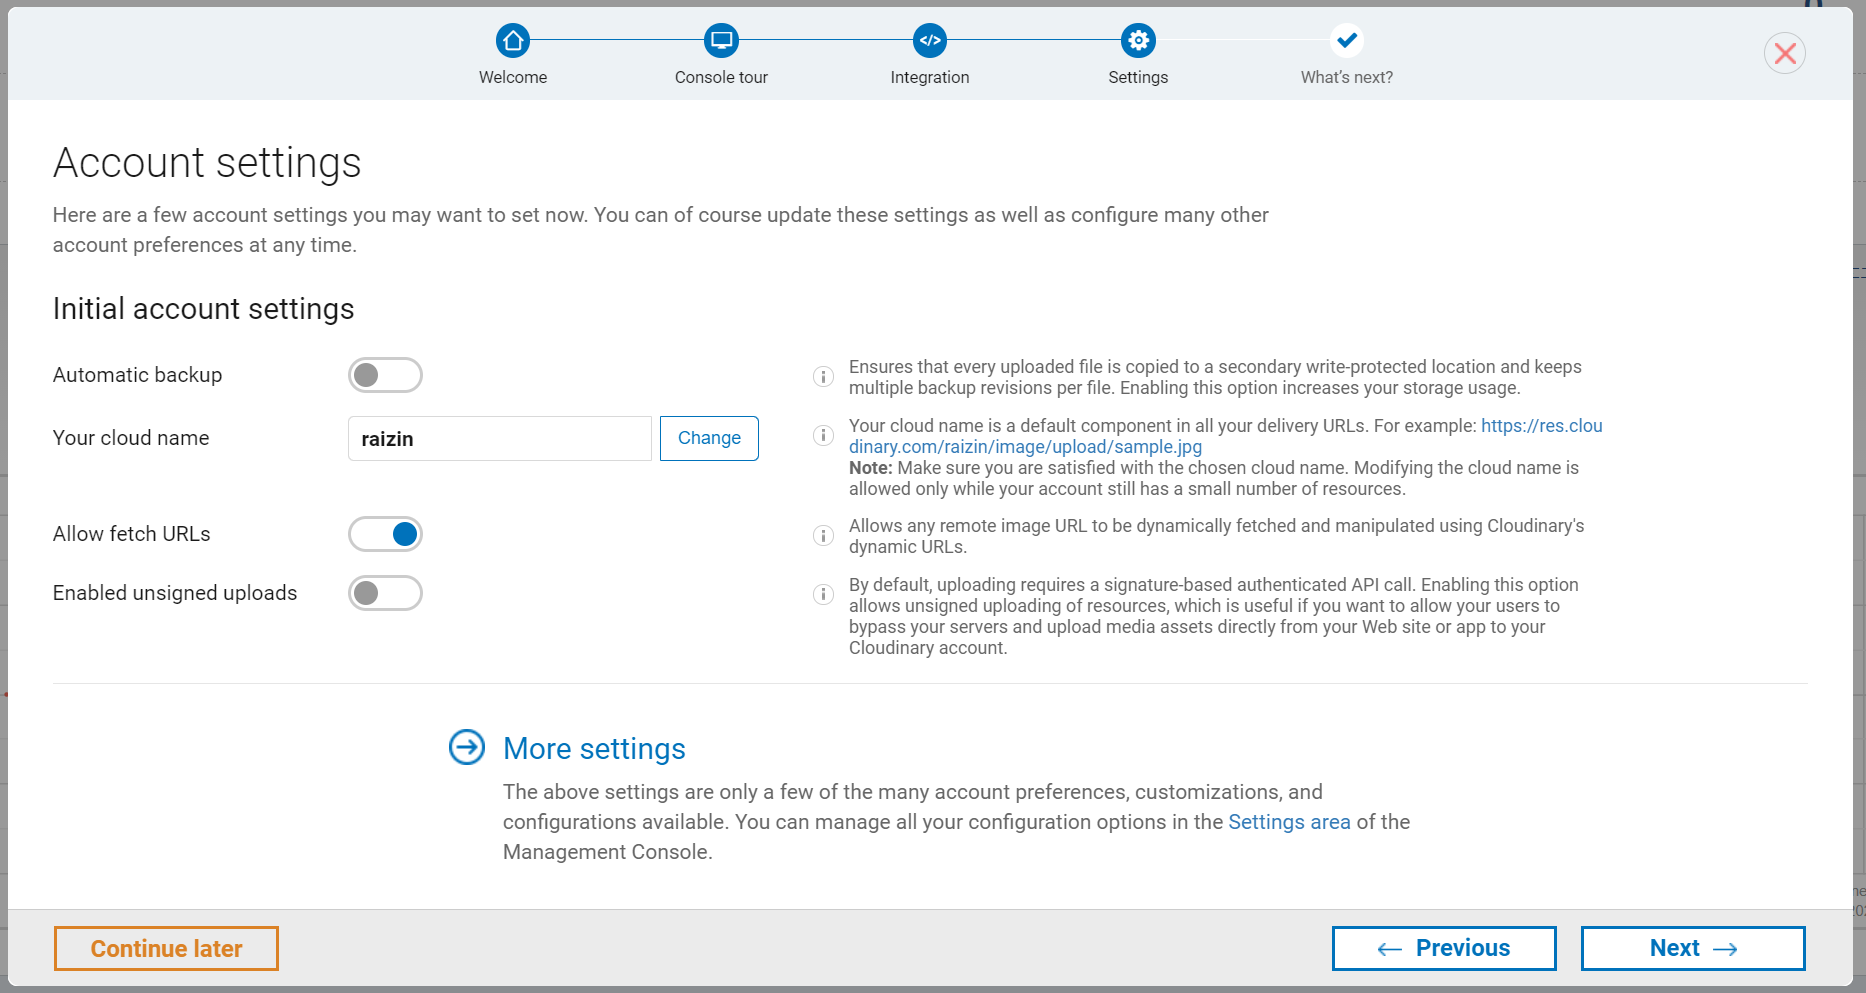 Welcome
Console tour
Integration
Settings
What's next?
Account settings
Here are a few account settings you may want to set now. You can of course update these settings as well as configure many other
account preferences at any time.
Initial account settings
Automatic backup
Ensures that every uploaded file is copied to a secondary write-protected location and keeps
multiple backup revisions per file. Enabling this option increases your storage usage.
Your cloud name
raizin
Change
Your cloud name is a default component in all your delivery URLs. For example: https://res.clou
dinary.com/raizin/image/upload/sample.jpg
Note: Make sure you are satisfied with the chosen cloud name. Modifying the cloud name is
allowed only while your account still has a small number of resources.
Allow fetch URLs
Allows any remote image URL to be dynamically fetched and manipulated using Cloudinary's
dynamic URLs.
Enabled unsigned uploads
By default, uploading requires a signature-based authenticated API call. Enabling this option
allows unsigned uploading of resources, which is useful if you want to allow your users to
bypass your servers and upload media assets directly from your Web site or app to your
Cloudinary account.
More settings
The above settings are only a few of the many account preferences, customizations, and
configurations available. You can manage all your configuration options in the Settings area of the
Management Console.
Continue later
← Previous
Next →